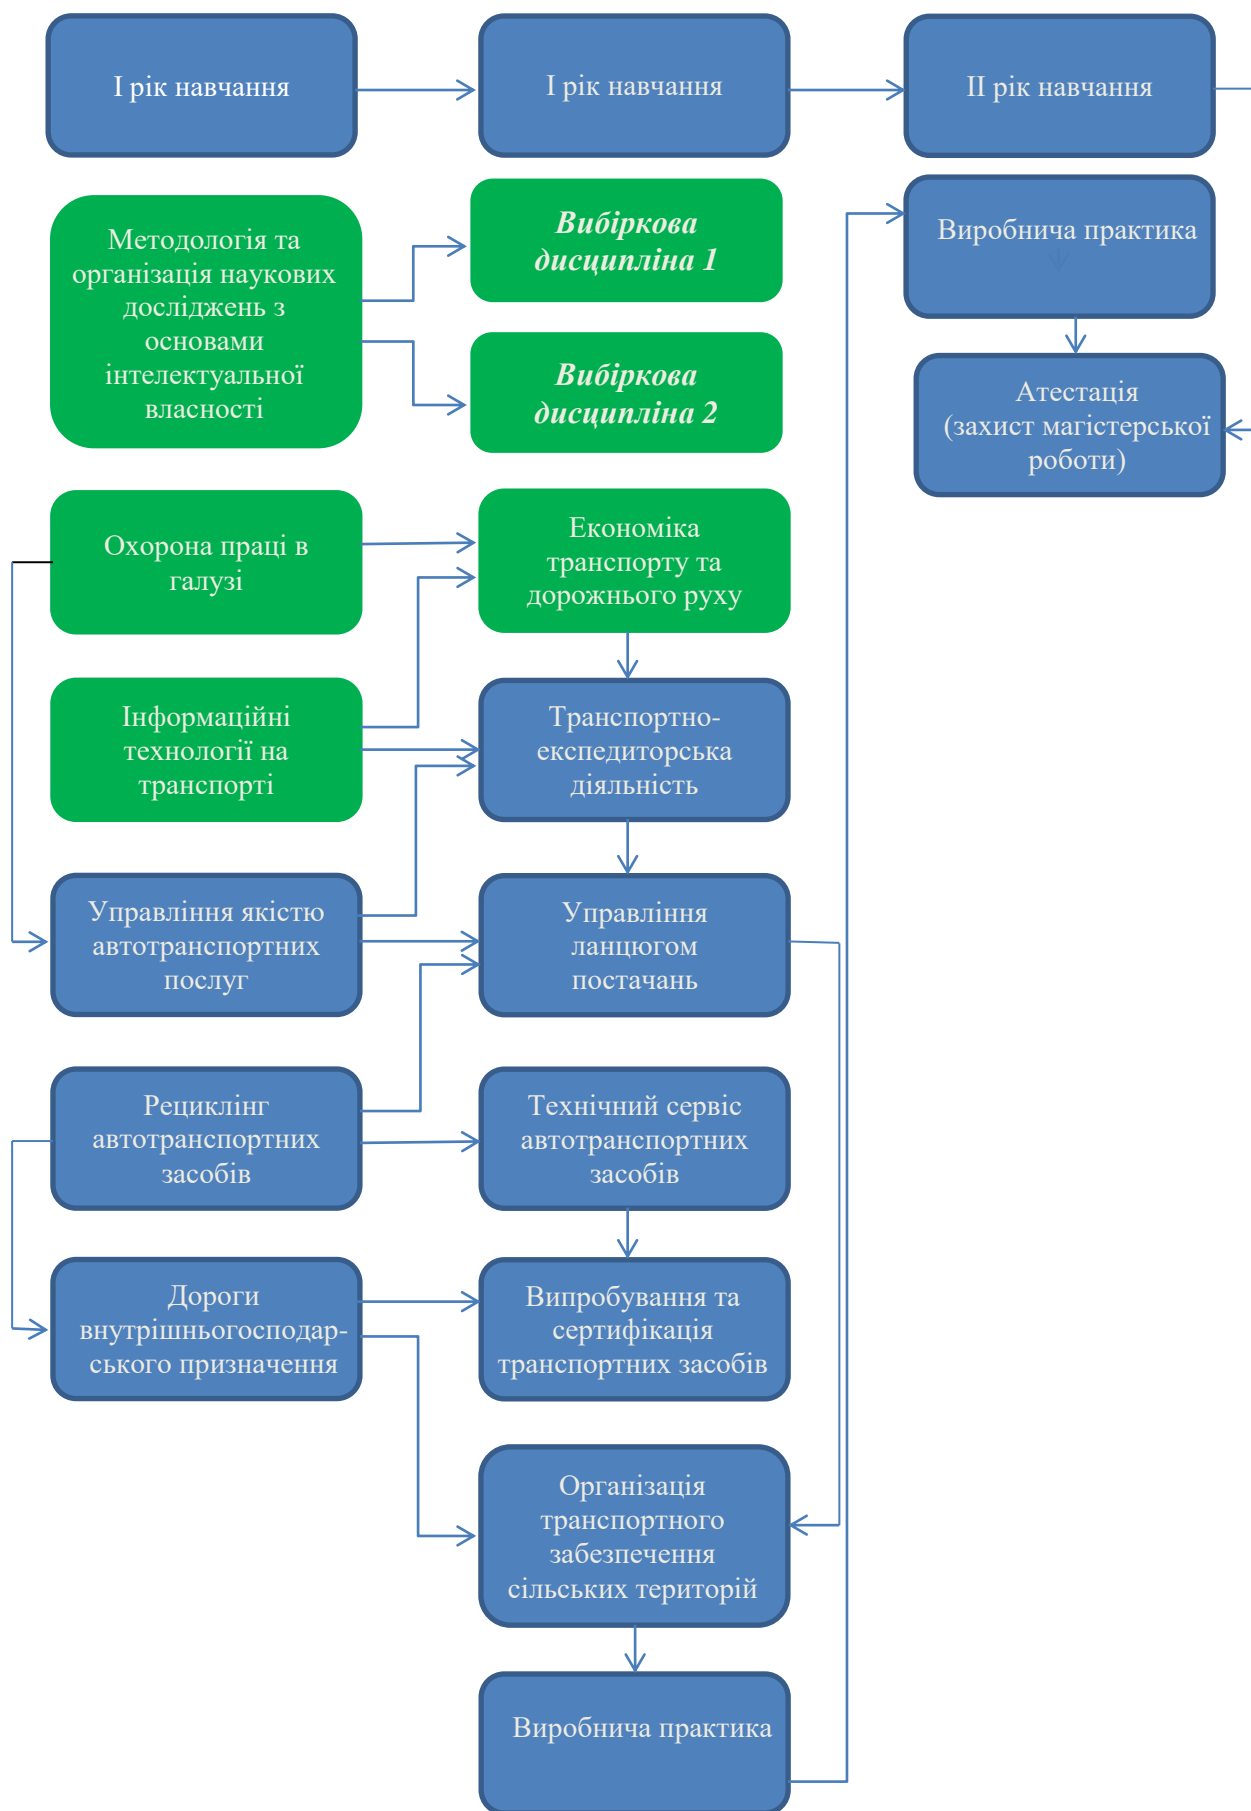 І рік навчання
І рік навчання
ІІ рік навчання
Методологія та
організація наукових
досліджень з
основами
інтелектуальної
власності
Вибіркова
дисципліна 1
Вибіркова
дисципліна 2
Виробнича практика
Атестація
(захист магістерської
роботи)
Охорона праці в
галузі
Економіка
транспорту та
дорожнього руху
Інформаційні
технології на
транспорті
Транспортно-
експедиторська
діяльність
Управління якістю
автотранспортних
послуг
Управління
ланцюгом
постачань
Рециклінг
автотранспортних
засобів
Технічний сервіс
автотранспортних
засобів
Дороги
внутрішньогосподар-
ського призначення
Випробування та
сертифікація
транспортних засобів
Організація
транспортного
забезпечення
сільських територій
Виробнича практика